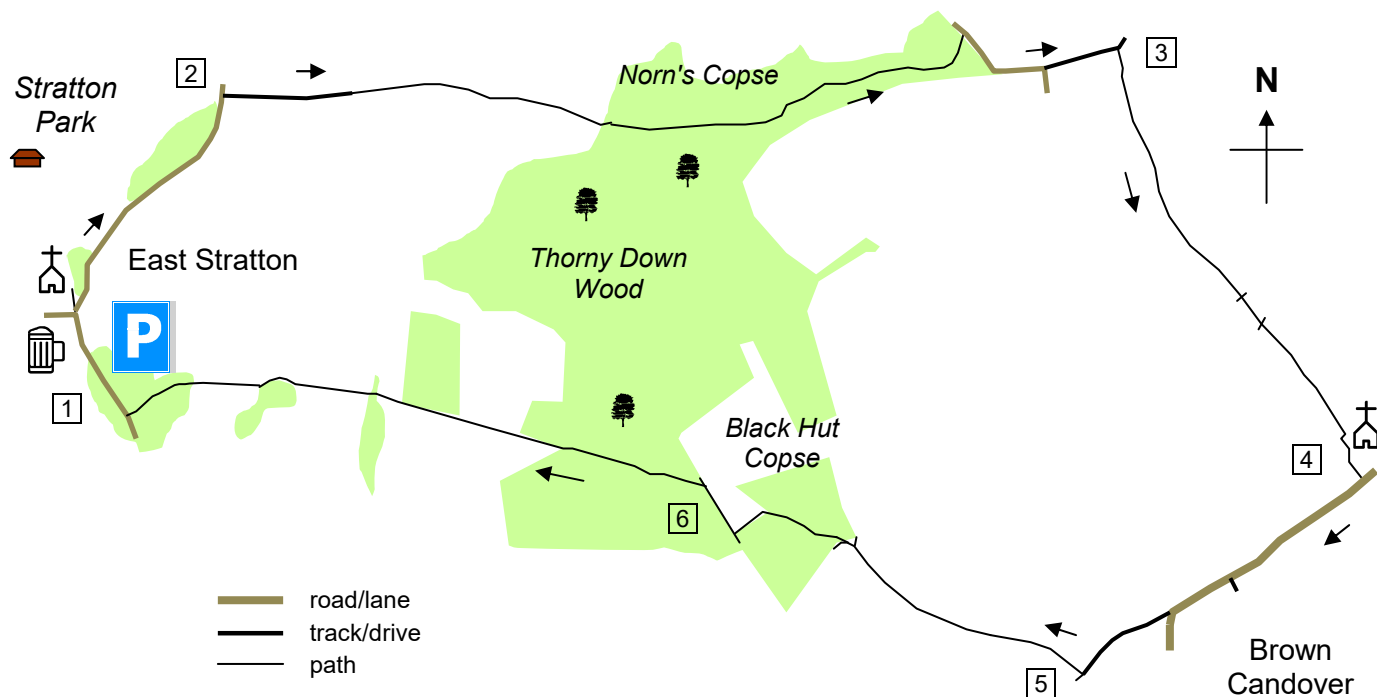 2
3
Norn's Copse
N
Stratton
Park
East Stratton
Thorny Down
Wood
P
1
Black Hut
Copse
4
6
road/lane
track/drive
path
5
Brown
Candover